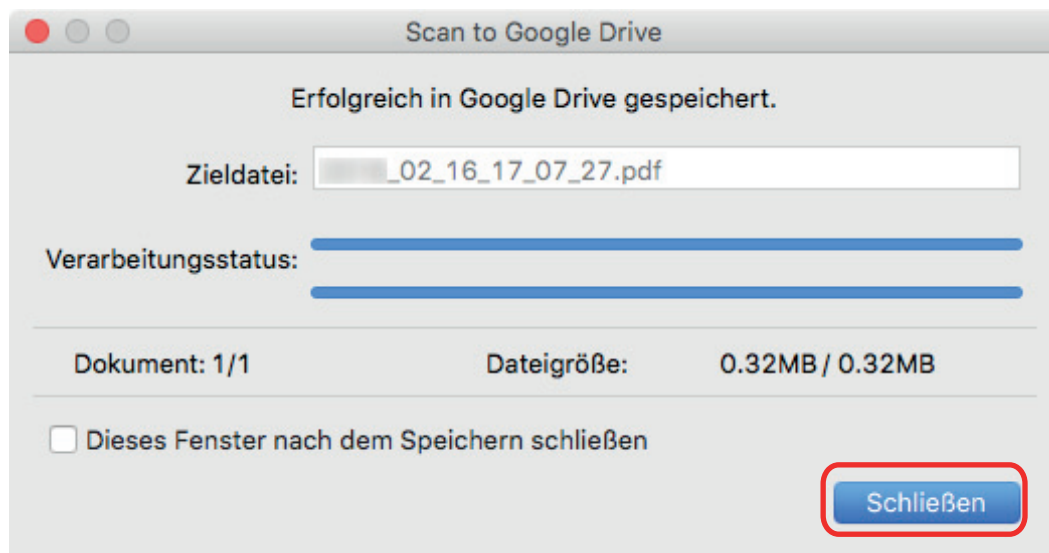 Scan to Google Drive
Erfolgreich in Google Drive gespeichert.
Zieldatei: _02_16_17_07_27.pdf
Verarbeitungsstatus:
Dokument: 1/1 Dateigröße: 0.32MB / 0.32MB
Dieses Fenster nach dem Speichern schließen
Schließen